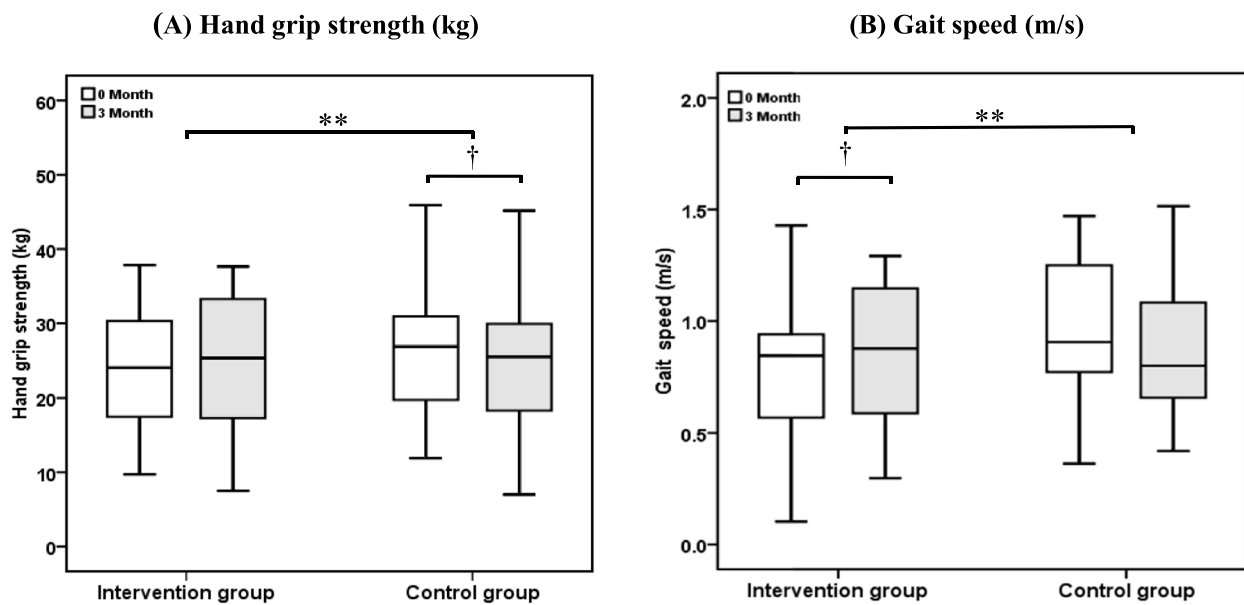 (A) Hand grip strength (kg)
0 Month
3 Month
**
†
60
50
40
30
20
10
0
Hand grip strength (kg)
Intervention group
Control group
(B) Gait speed (m/s)
0 Month
3 Month
**
†
2.0
1.5
1.0
0.5
0.0
Gait speed (m/s)
Intervention group
Control group